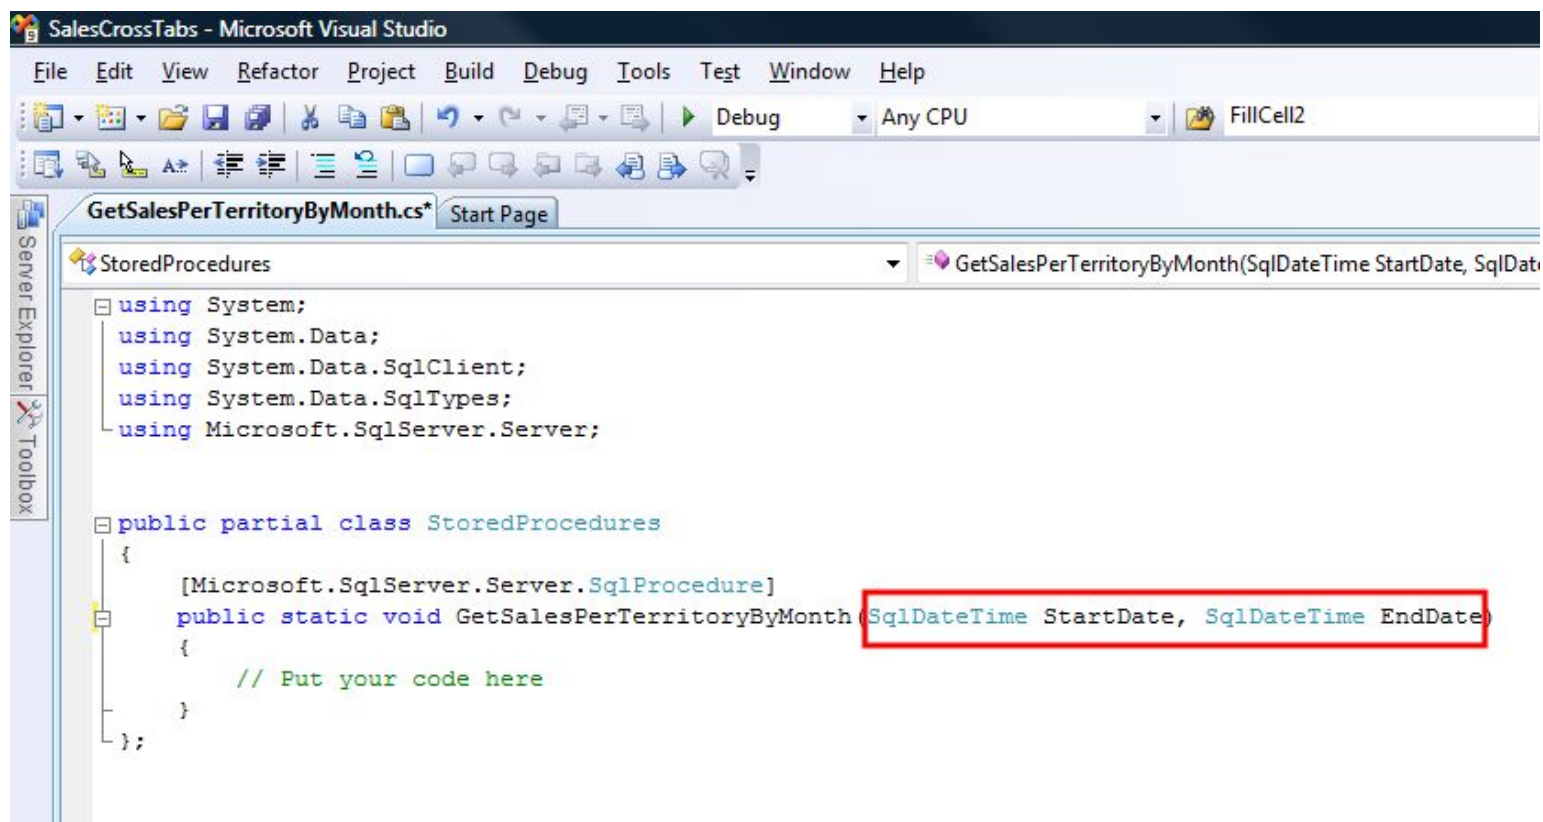 SalesCrossTabs - Microsoft Visual Studio
File Edit View Refactor Project Build Debug Tools Test Window Help
Debug Any CPU FillCell2
GetSalesPerTerritoryByMonth.cs* Start Page
StoredProcedures GetSalesPerTerritoryByMonth(SqlDateTime StartDate, SqlDat
Server Explorer
Toolbox
using System;
using System.Data;
using System.Data.SqlClient;
using System.Data.SqlTypes;
using Microsoft.SqlServer.Server;
public partial class StoredProcedures
{
[Microsoft.SqlServer.Server.SqlProcedure]
public static void GetSalesPerTerritoryByMonth(SqlDateTime StartDate, SqlDateTime EndDate)
{
// Put your code here
}
};